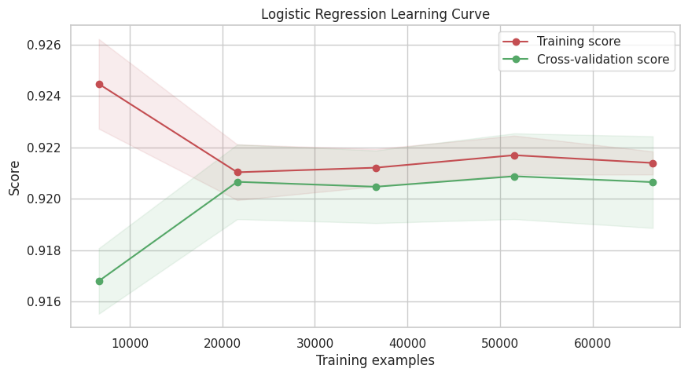 Logistic Regression Learning Curve
Training score
Cross-validation score
0.926
0.924
0.922
0.920
0.918
0.916
Score
10000 20000 30000 40000 50000 60000
Training examples